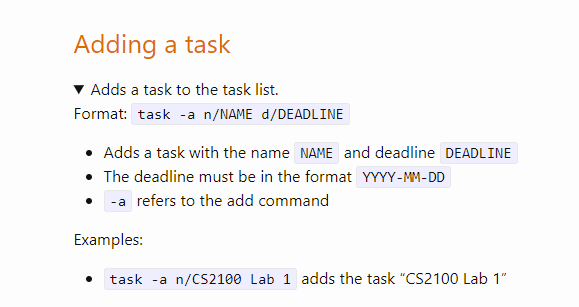 Adding a task
▼ Adds a task to the task list.
Format: task -a n/NAME d/DEADLINE
• Adds a task with the name NAME and deadline DEADLINE
• The deadline must be in the format YYYY-MM-DD
• -a refers to the add command
Examples:
• task -a n/CS2100 Lab 1 adds the task “CS2100 Lab 1”